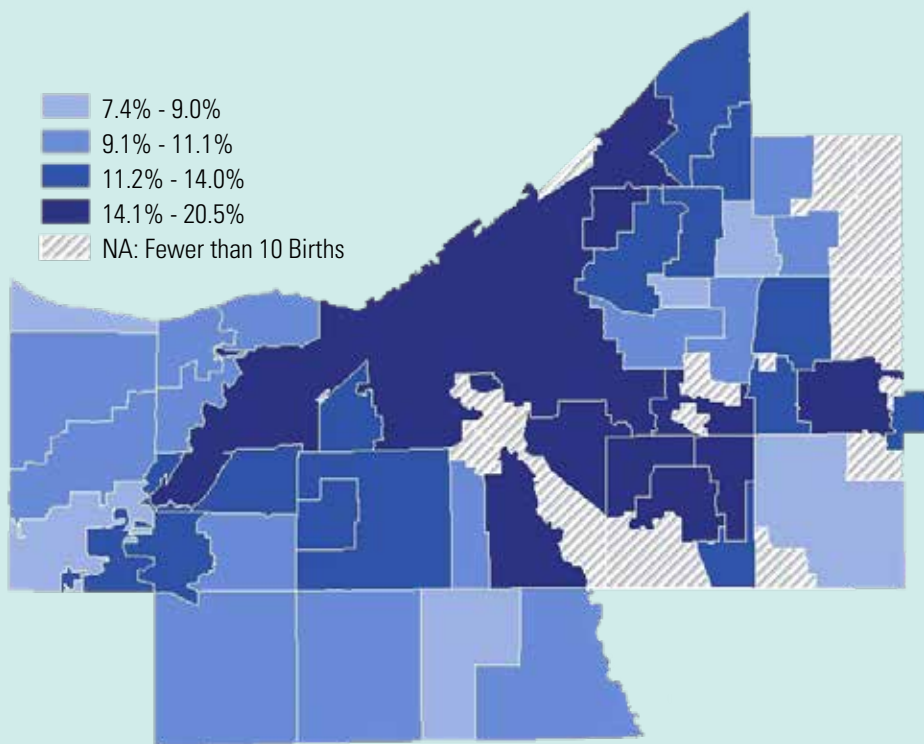 7.4% - 9.0%
9.1% - 11.1%
11.2% - 14.0%
14.1% - 20.5%
NA: Fewer than 10 Births